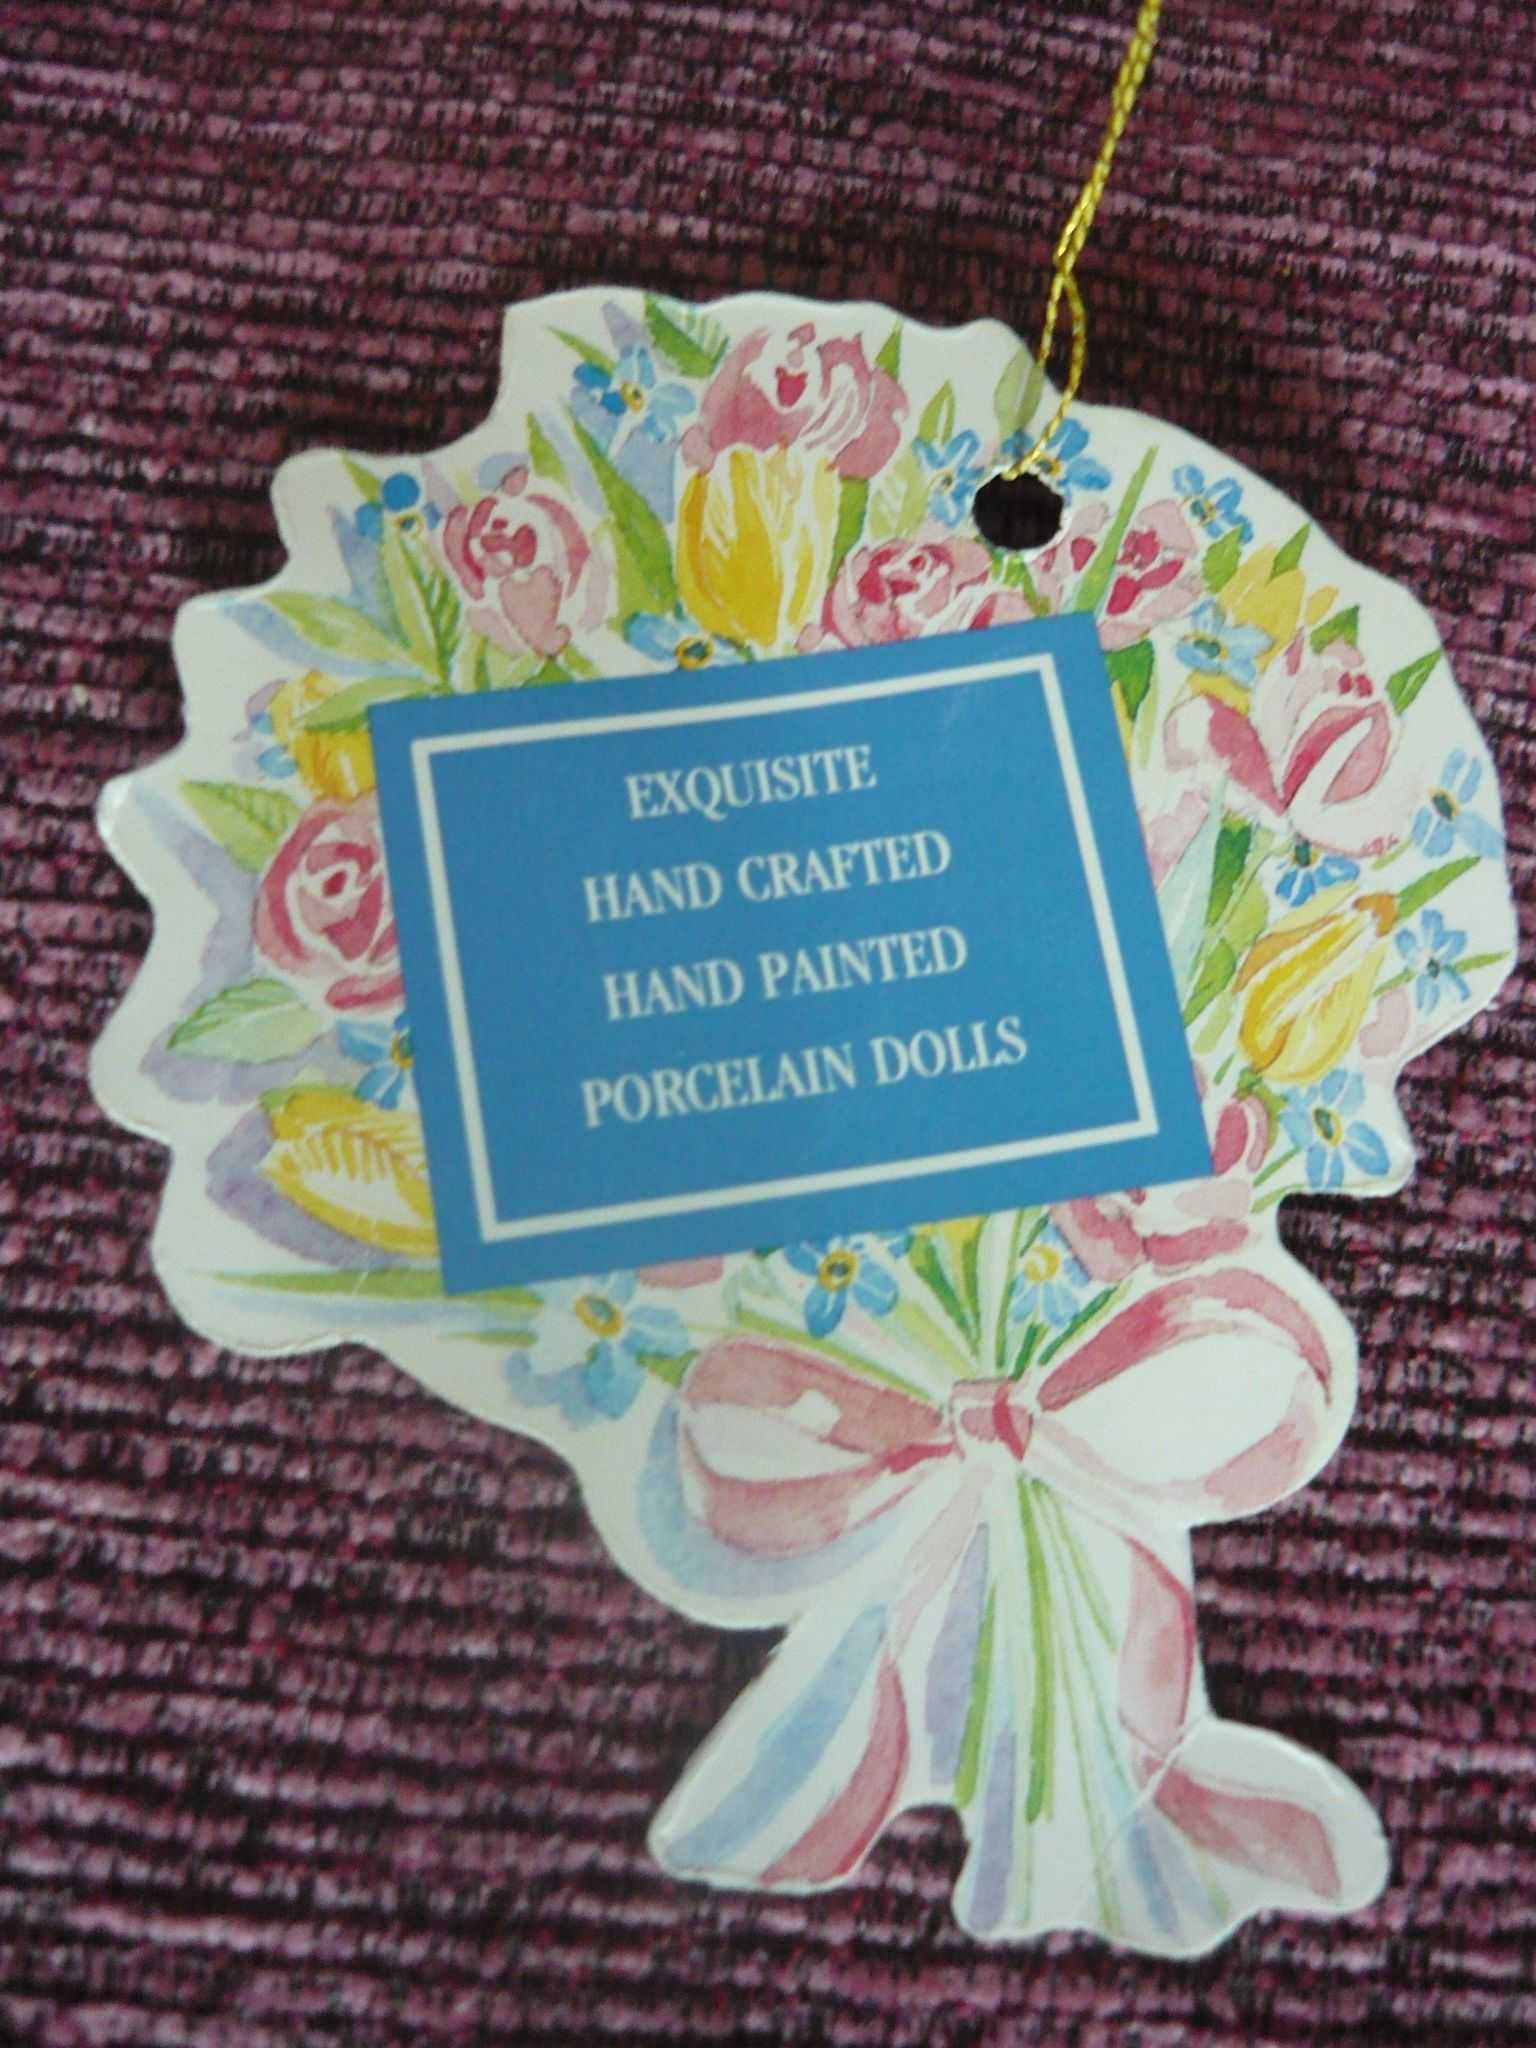 EXQUISITE
HAND CRAFTED
HAND PAINTED
PORCELAIN DOLLS